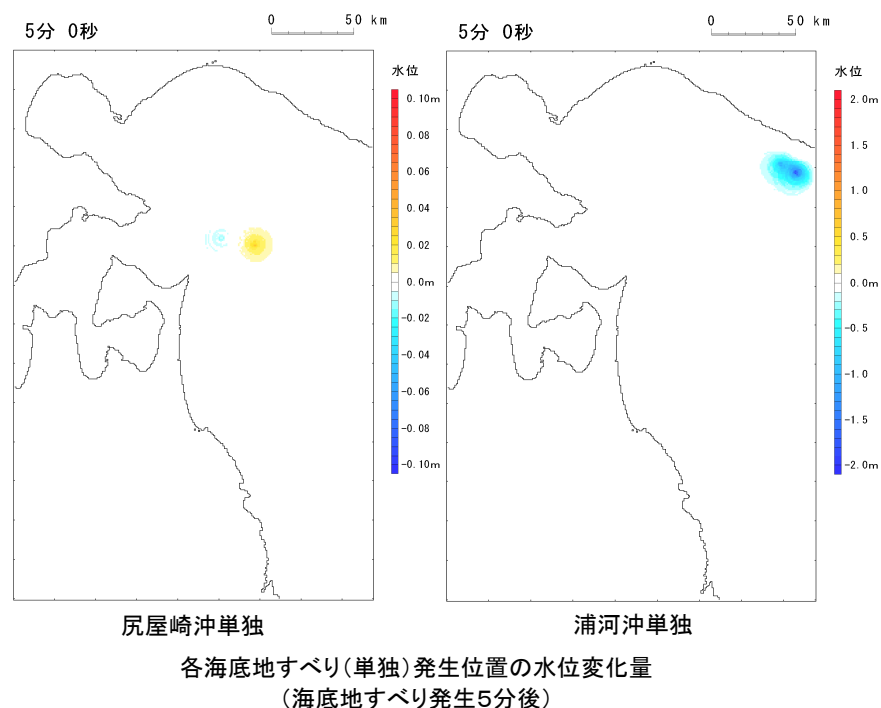 5分 0秒
0 50 km
水位
0.10m
0.08
0.06
0.04
0.02
0.0m
-0.02
-0.04
-0.06
-0.08
-0.10m
尻屋崎沖単独
5分 0秒
0 50 km
水位
2.0m
1.5
1.0
0.5
0.0m
-0.5
-1.0
-1.5
-2.0m
浦河沖単独
各海底地すべり(単独)発生位置の水位変化量
(海底地すべり発生5分後)